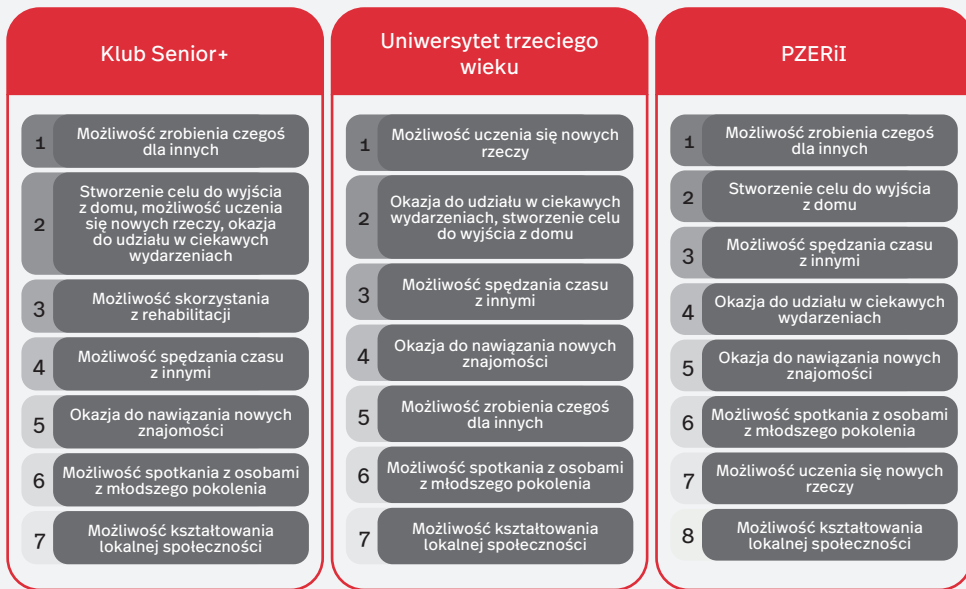 Klub Senior+
1
Możliwość zrobienia czegoś
dla innych
2
Stworzenie celu do wyjścia
z domu, możliwość uczenia
się nowych rzeczy, okazja
do udziału w ciekawych
wydarzeniach
3
Możliwość skorzystania
z rehabilitacji
4
Możliwość spędzania czasu
z innymi
5
Okazja do nawiązania nowych
znajomości
6
Możliwość spotkania z osobami
z młodszego pokolenia
7
Możliwość kształtowania
lokalnej społeczności
Uniwersytet trzeciego
wieku
1
Możliwość uczenia się nowych
rzeczy
2
Okazja do udziału w ciekawych
wydarzeniach, stworzenie celu
do wyjścia z domu
3
Możliwość spędzania czasu
z innymi
4
Okazja do nawiązania nowych
znajomości
5
Możliwość zrobienia czegoś
dla innych
6
Możliwość spotkania z osobami
z młodszego pokolenia
7
Możliwość kształtowania
lokalnej społeczności
PZERiI
1
Możliwość zrobienia czegoś
dla innych
2
Stworzenie celu do wyjścia
z domu
3
Możliwość spędzania czasu
z innymi
4
Okazja do udziału w ciekawych
wydarzeniach
5
Okazja do nawiązania nowych
znajomości
6
Możliwość spotkania z osobami
z młodszego pokolenia
7
Możliwość uczenia się nowych
rzeczy
8
Możliwość kształtowania
lokalnej społeczności